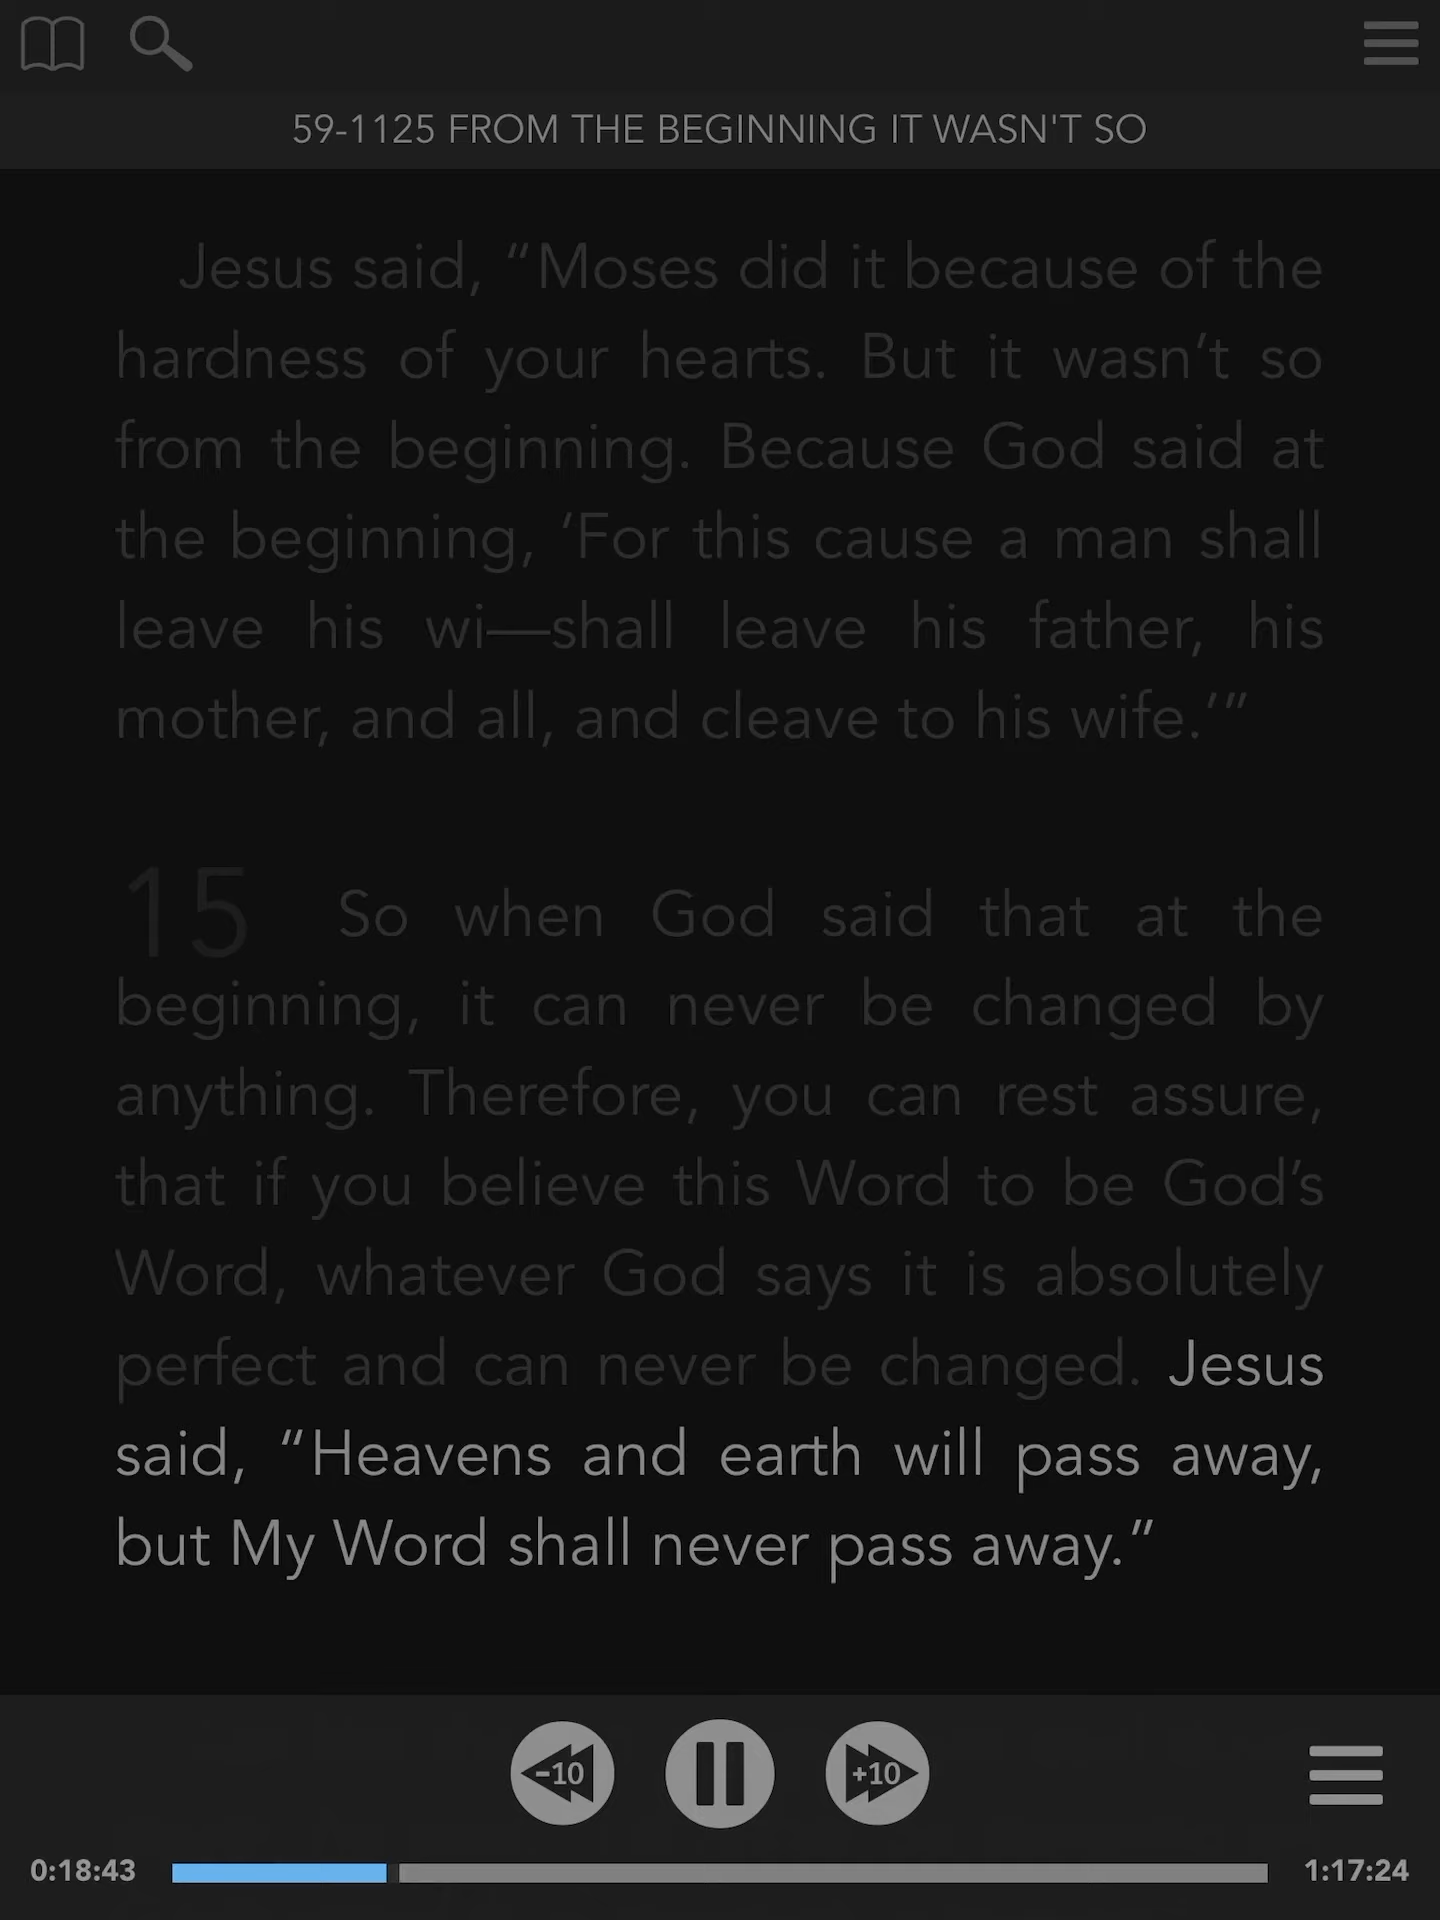 59-1125 FROM THE BEGINNING IT WASN'T SO
Jesus said, “Moses did it because of the
hardness of your hearts. But it wasn’t so
from the beginning. Because God said at
the beginning, ‘For this cause a man shall
leave his wi—shall leave his father, his
mother, and all, and cleave to his wife.’”
15 So when God said that at the
beginning, it can never be changed by
anything. Therefore, you can rest assure,
that if you believe this Word to be God’s
Word, whatever God says it is absolutely
perfect and can never be changed. Jesus
said, “Heavens and earth will pass away,
but My Word shall never pass away.”
-10 +10
0:18:43 1:17:24